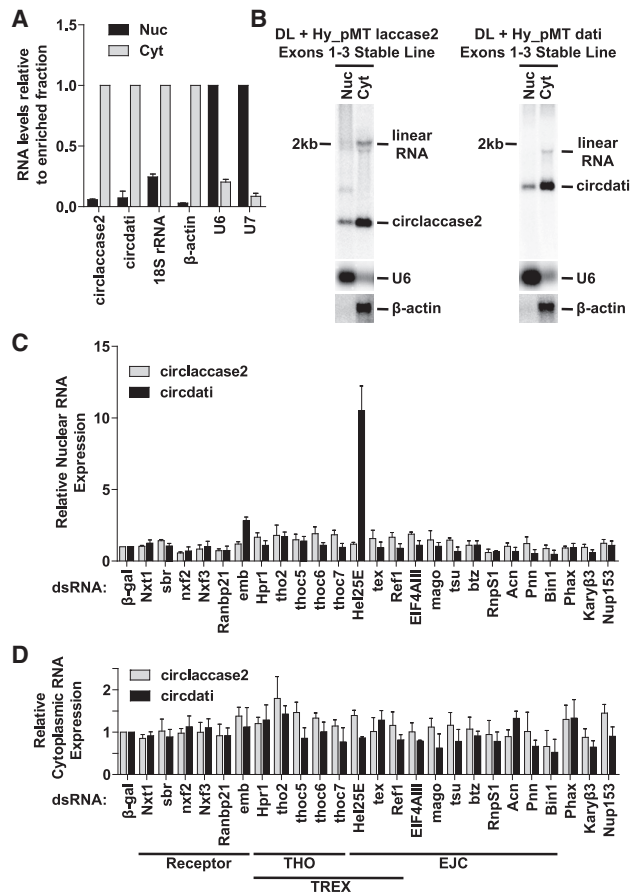 A
RNA levels relative
to enriched fraction
Nuc
Cyt
1.5
1.0
0.5
0.0
circlaccase2
circdati
18S rRNA
β-actin
U6
U7
B
DL + Hy_pMT laccase2
Exons 1-3 Stable Line
Nuc
Cyt
2kb
linear
RNA
circlaccase2
U6
β-actin
DL + Hy_pMT dati
Exons 1-3 Stable Line
Nuc
Cyt
2kb
linear
RNA
circdati
U6
β-actin
C
Relative Nuclear RNA
Expression
circlaccase2
circdati
15
10
5
0
dsRNA:
β-gal
Nxt1
sbr
nxf2
Nxf3
Ranbp21
emb
Hpr1
tho2
thoc5
thoc6
thoc7
Hel25E
tex
Ref1
EIF4AIII
mago
tsu
btz
RnpS1
Acn
Pnn
Bin1
Phax
Karyβ3
Nup153
D
Relative
Cytoplasmic RNA
Expression
circlaccase2
circdati
2
1
0
dsRNA:
β-gal
Nxt1
sbr
nxf2
Nxf3
Ranbp21
emb
Hpr1
tho2
thoc5
thoc6
thoc7
Hel25E
tex
Ref1
EIF4AIII
mago
tsu
btz
RnpS1
Acn
Pnn
Bin1
Phax
Karyβ3
Nup153
Receptor
THO
EJC
TREX